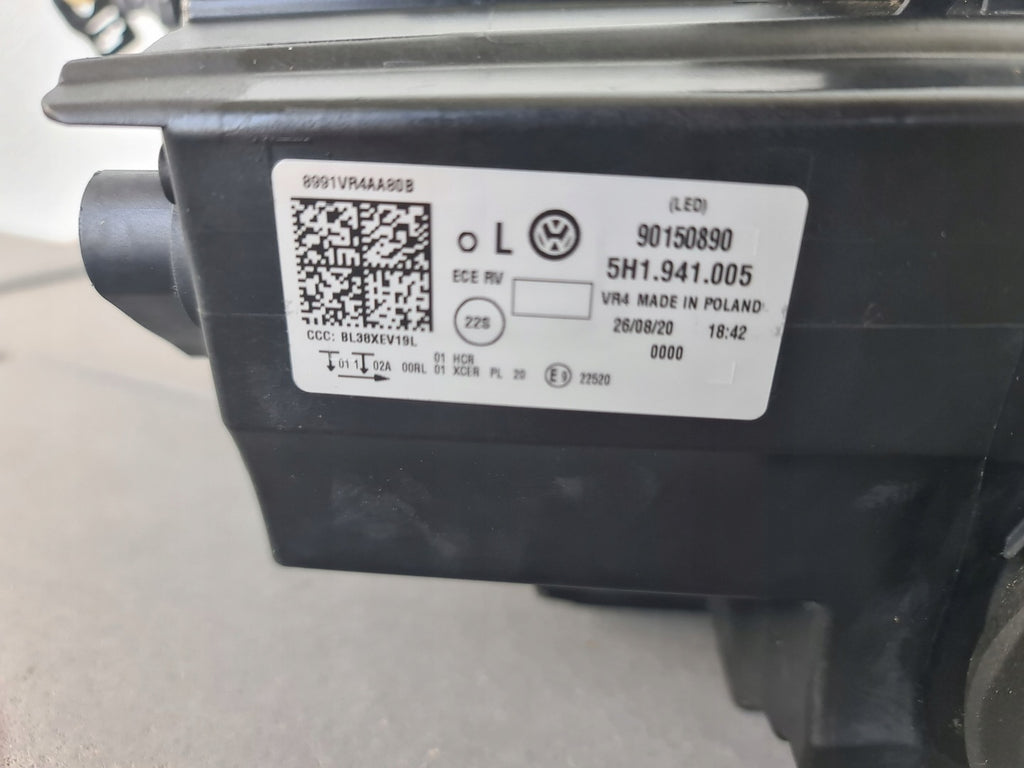 8991VR4AA80B
(LED)
L
90150890
ECE RV
5H1.941.005
VR4 MADE IN POLAND
22S
26/08/20 18:42
0000
CCC: BL38XEV19L
01 1 02A 00RL 01 HCR
01 XCER PL 20 E9 22520